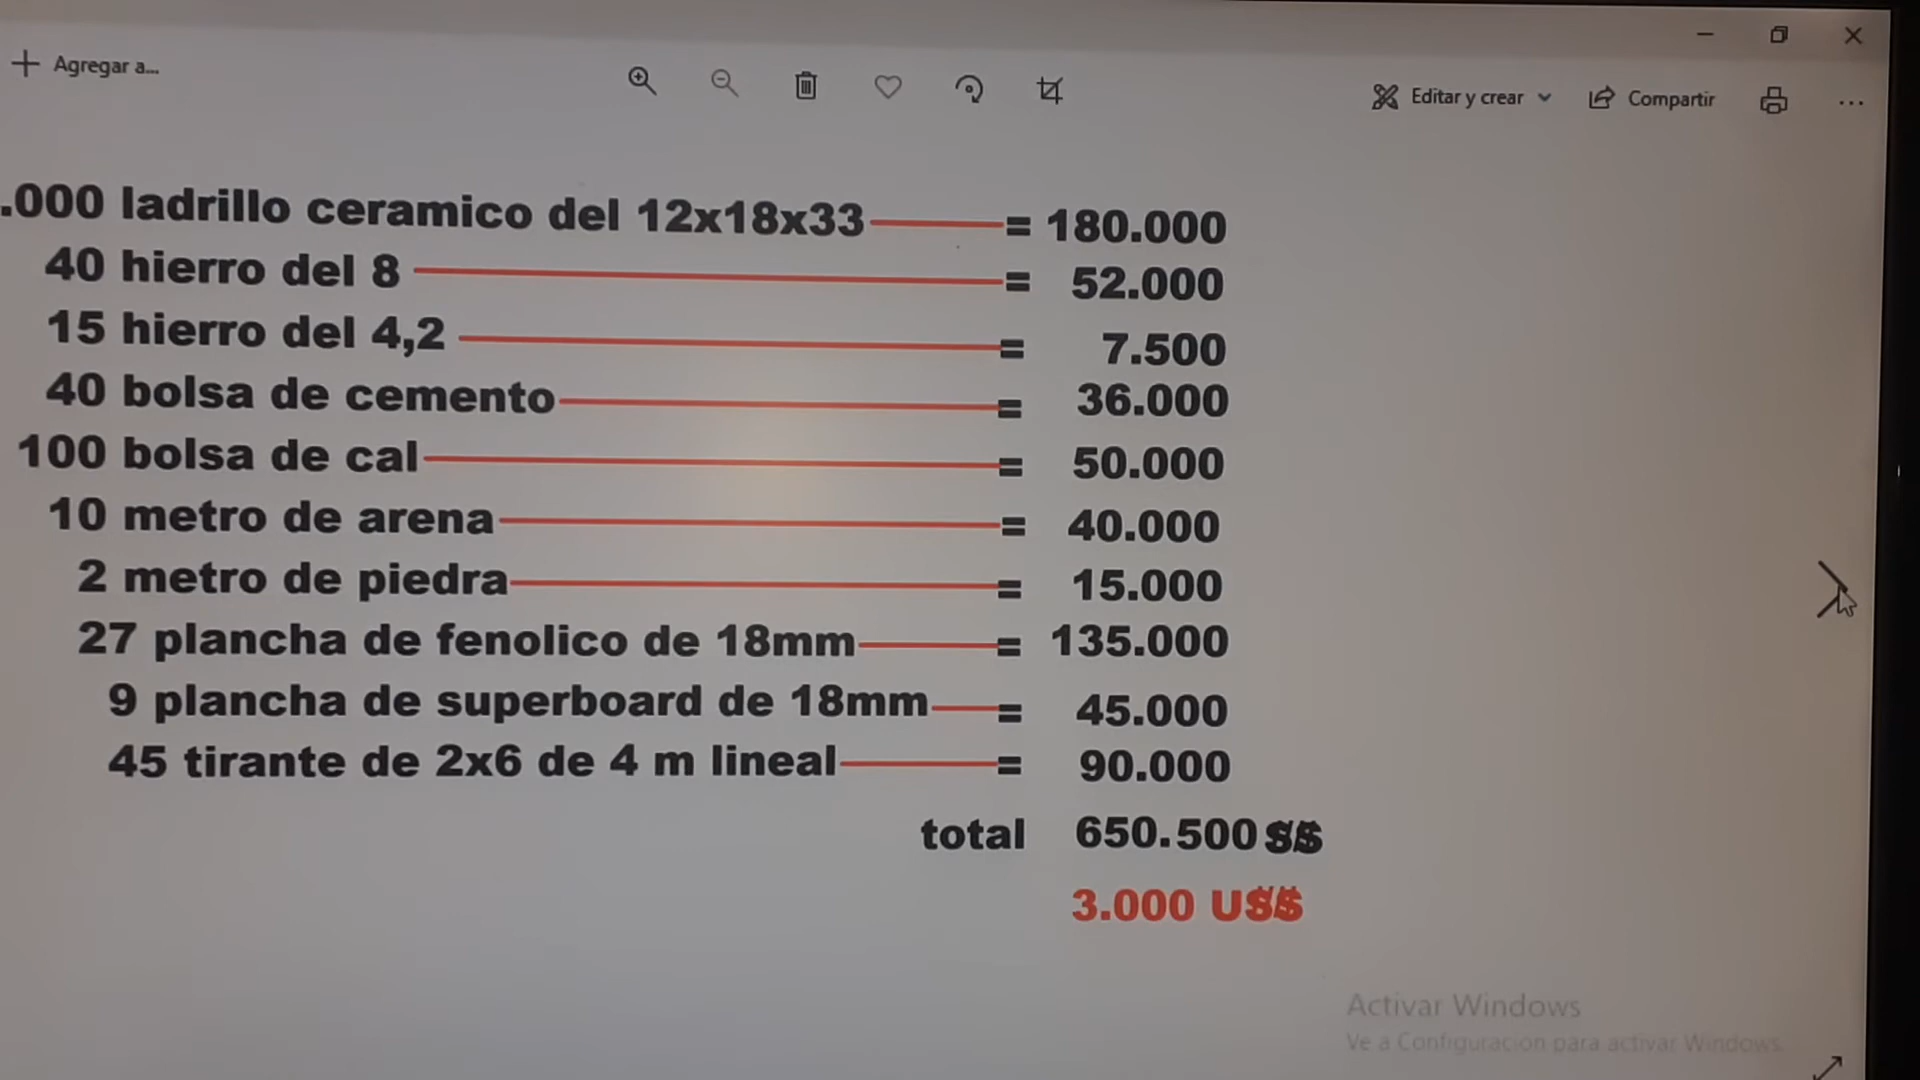 Agregar a...
Editar y crear
Compartir
...
.000 ladrillo ceramico del 12x18x33 = 180.000
40 hierro del 8 = 52.000
15 hierro del 4,2 = 7.500
40 bolsa de cemento = 36.000
100 bolsa de cal = 50.000
10 metro de arena = 40.000
2 metro de piedra = 15.000
27 plancha de fenolico de 18mm = 135.000
9 plancha de superboard de 18mm = 45.000
45 tirante de 2x6 de 4 m lineal = 90.000
total 650.500 $$
3.000 U$$
Activar Windows
Ve a Configuración para activar Windows.